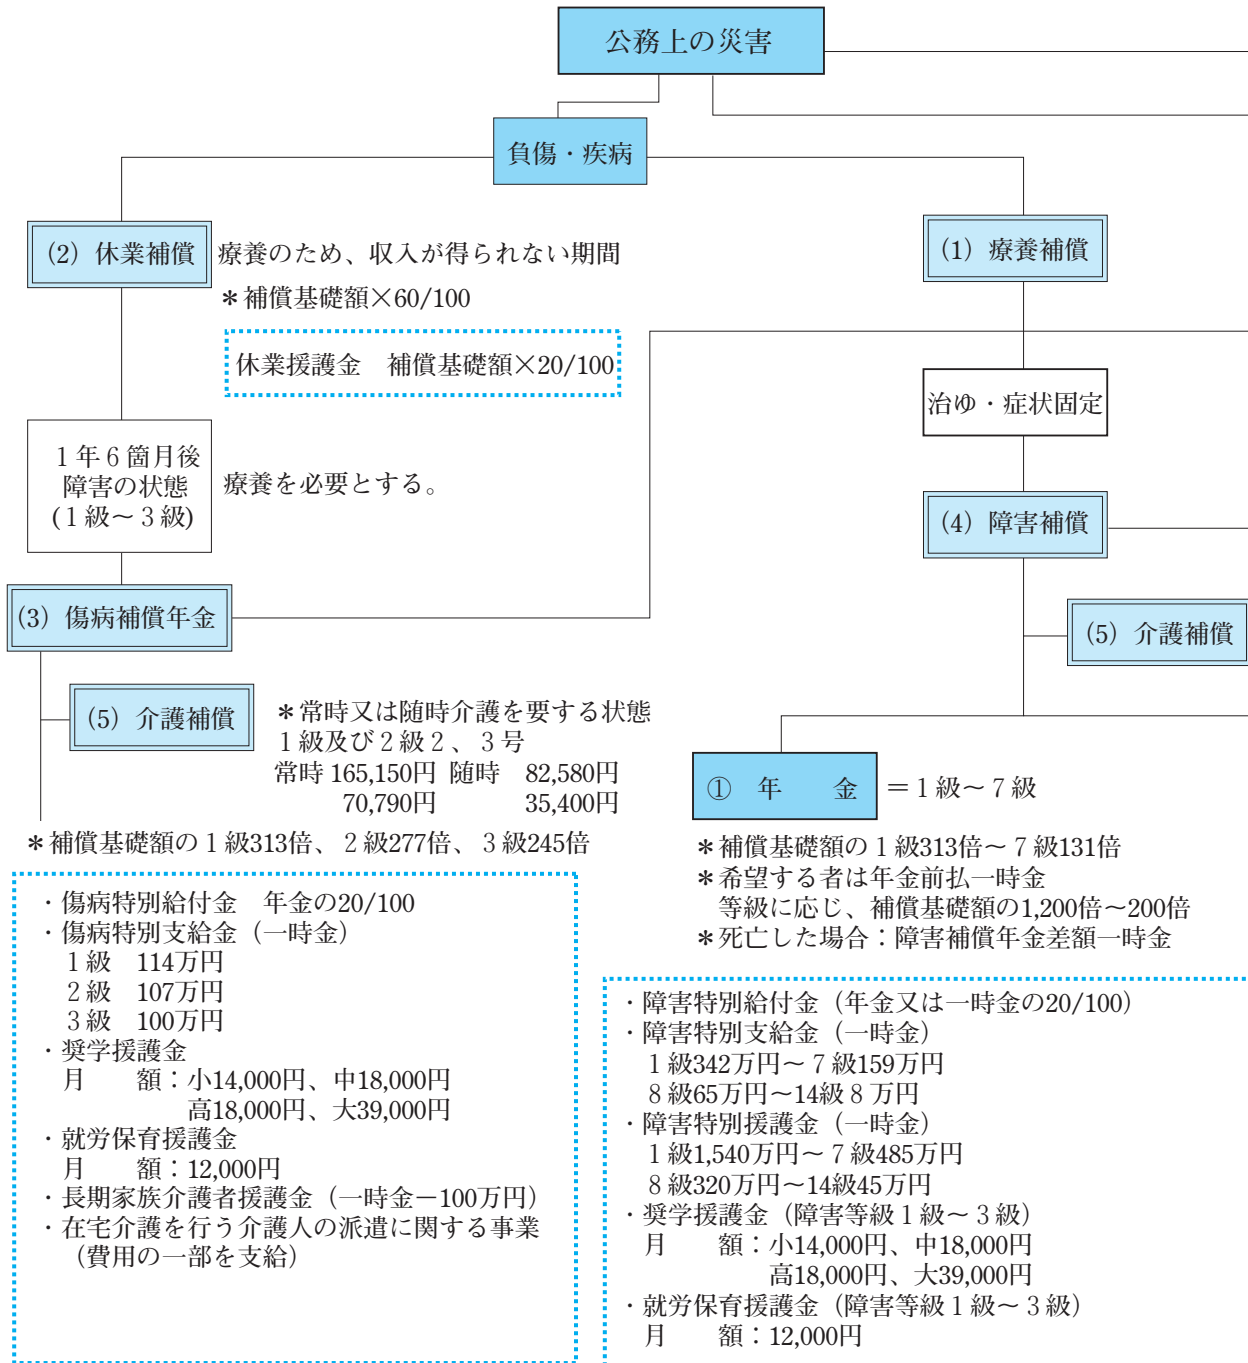 公務上の災害
負傷・疾病
(2) 休業補償
療養のため、収入が得られない期間
＊補償基礎額×60/100
休業援護金　補償基礎額×20/100
1年6箇月後
障害の状態
(1級～3級)
療養を必要とする。
(3) 傷病補償年金
(5) 介護補償
＊常時又は随時介護を要する状態
1級及び2級2、3号
常時 165,150円 随時　82,580円
70,790円　35,400円
＊補償基礎額の1級313倍、2級277倍、3級245倍
・傷病特別給付金　年金の20/100
・傷病特別支給金（一時金）
1級　114万円
2級　107万円
3級　100万円
・奨学援護金
月　　額：小14,000円、中18,000円
高18,000円、大39,000円
・就労保育援護金
月　　額：12,000円
・長期家族介護者援護金（一時金－100万円）
・在宅介護を行う介護人の派遣に関する事業
（費用の一部を支給）
(1) 療養補償
治ゆ・症状固定
(4) 障害補償
(5) 介護補償
①　年　　金
＝1級～7級
＊補償基礎額の1級313倍～7級131倍
＊希望する者は年金前払一時金
等級に応じ、補償基礎額の1,200倍～200倍
＊死亡した場合：障害補償年金差額一時金
・障害特別給付金（年金又は一時金の20/100）
・障害特別支給金（一時金）
1級342万円～7級159万円
8級65万円～14級8万円
・障害特別援護金（一時金）
1級1,540万円～7級485万円
8級320万円～14級45万円
・奨学援護金（障害等級1級～3級）
月　　額：小14,000円、中18,000円
高18,000円、大39,000円
・就労保育援護金（障害等級1級～3級）
月　　額：12,000円